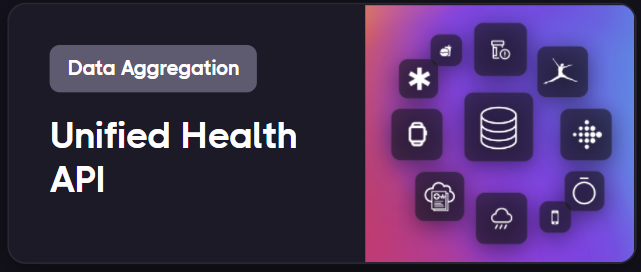 Data Aggregation
Unified Health
API